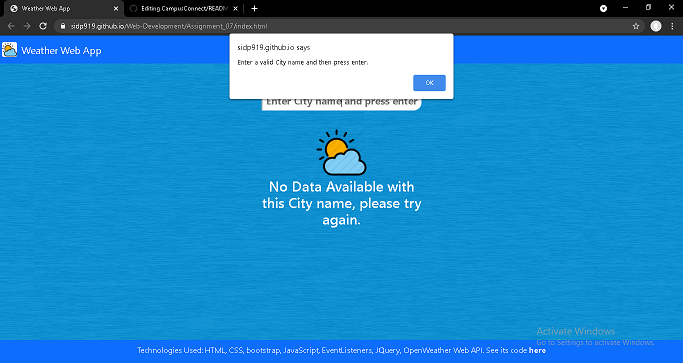 Weather Web App
Editing CampusConnect/README
sidp919.github.io/Web-Development/Assignment_07/index.html
Weather Web App
sidp919.github.io says
Enter a valid City name and then press enter.
OK
Enter City name and press enter
No Data Available with
this City name, please try
again.
Activate Windows
Go to Settings to activate Windows.
Technologies Used: HTML, CSS, bootstrap, JavaScript, EventListeners, JQuery, OpenWeather Web API. See its code here